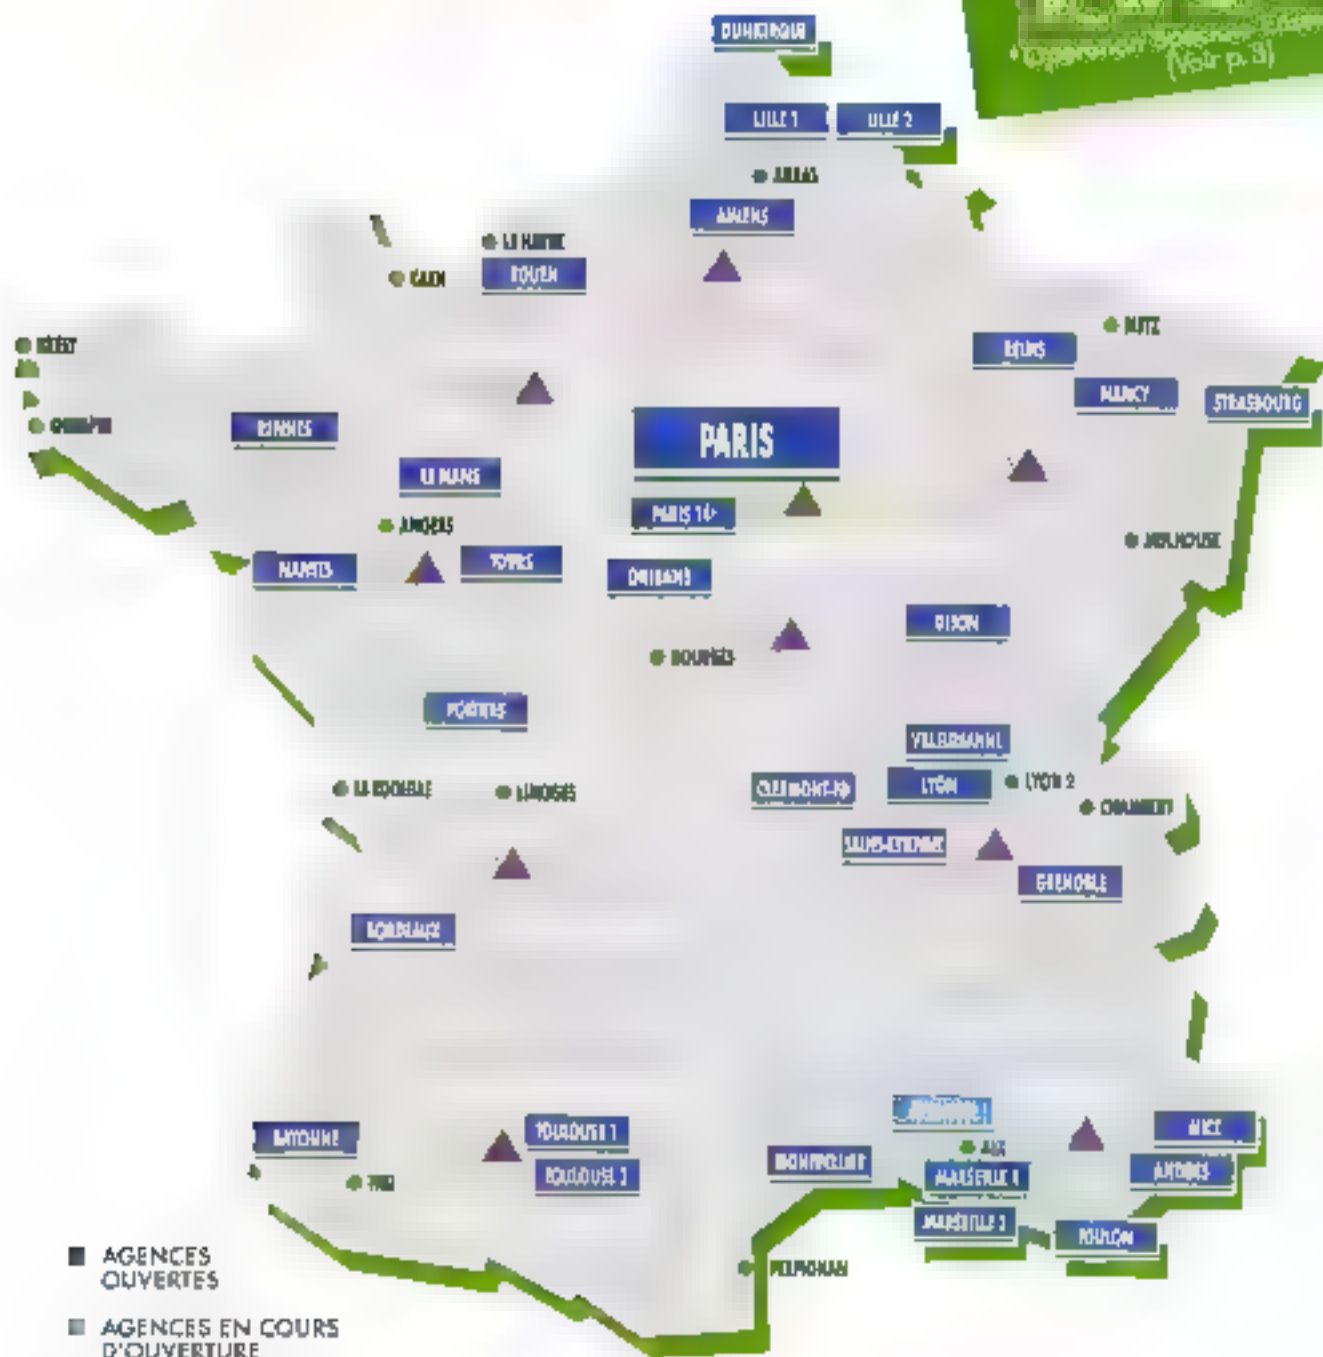 (Voir p. 3)
DUNKERQUE
LILLE 1
LILLE 2
ARRAS
AMIENS
LE HAVRE
ROUEN
CAEN
METZ
BREST
REIMS
NANCY
STRASBOURG
QUIMPER
RENNES
PARIS
LE MANS
PARIS 14e
ANGERS
MULHOUSE
NANTES
TOURS
ORLEANS
DIJON
BOURGES
POITIERS
VILLEURBANNE
LA ROCHELLE
LIMOGES
CLERMONT-FD
LYON
LYON 2
CHAMBERY
SAINT-ETIENNE
GRENOBLE
BORDEAUX
BAYONNE
TOULOUSE 1
NICE
AIX
MONTPELLIER
TOULOUSE 2
MARSEILLE 1
ANTIBES
MARSEILLE 2
TOULON
PERPIGNAN
AGENCES
OUVERTES
AGENCES EN COURS
D'OUVERTURE